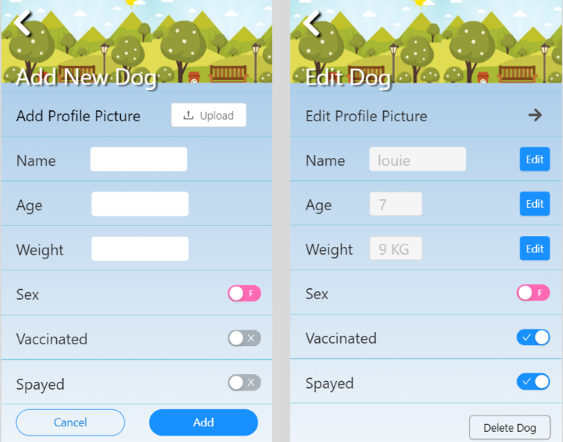 Add New Dog
Add Profile Picture Upload
Name
Age
Weight
Sex F
Vaccinated X
Spayed X
Cancel Add
Edit Dog
Edit Profile Picture
Name louie Edit
Age 7 Edit
Weight 9 KG Edit
Sex F
Vaccinated
Spayed
Delete Dog